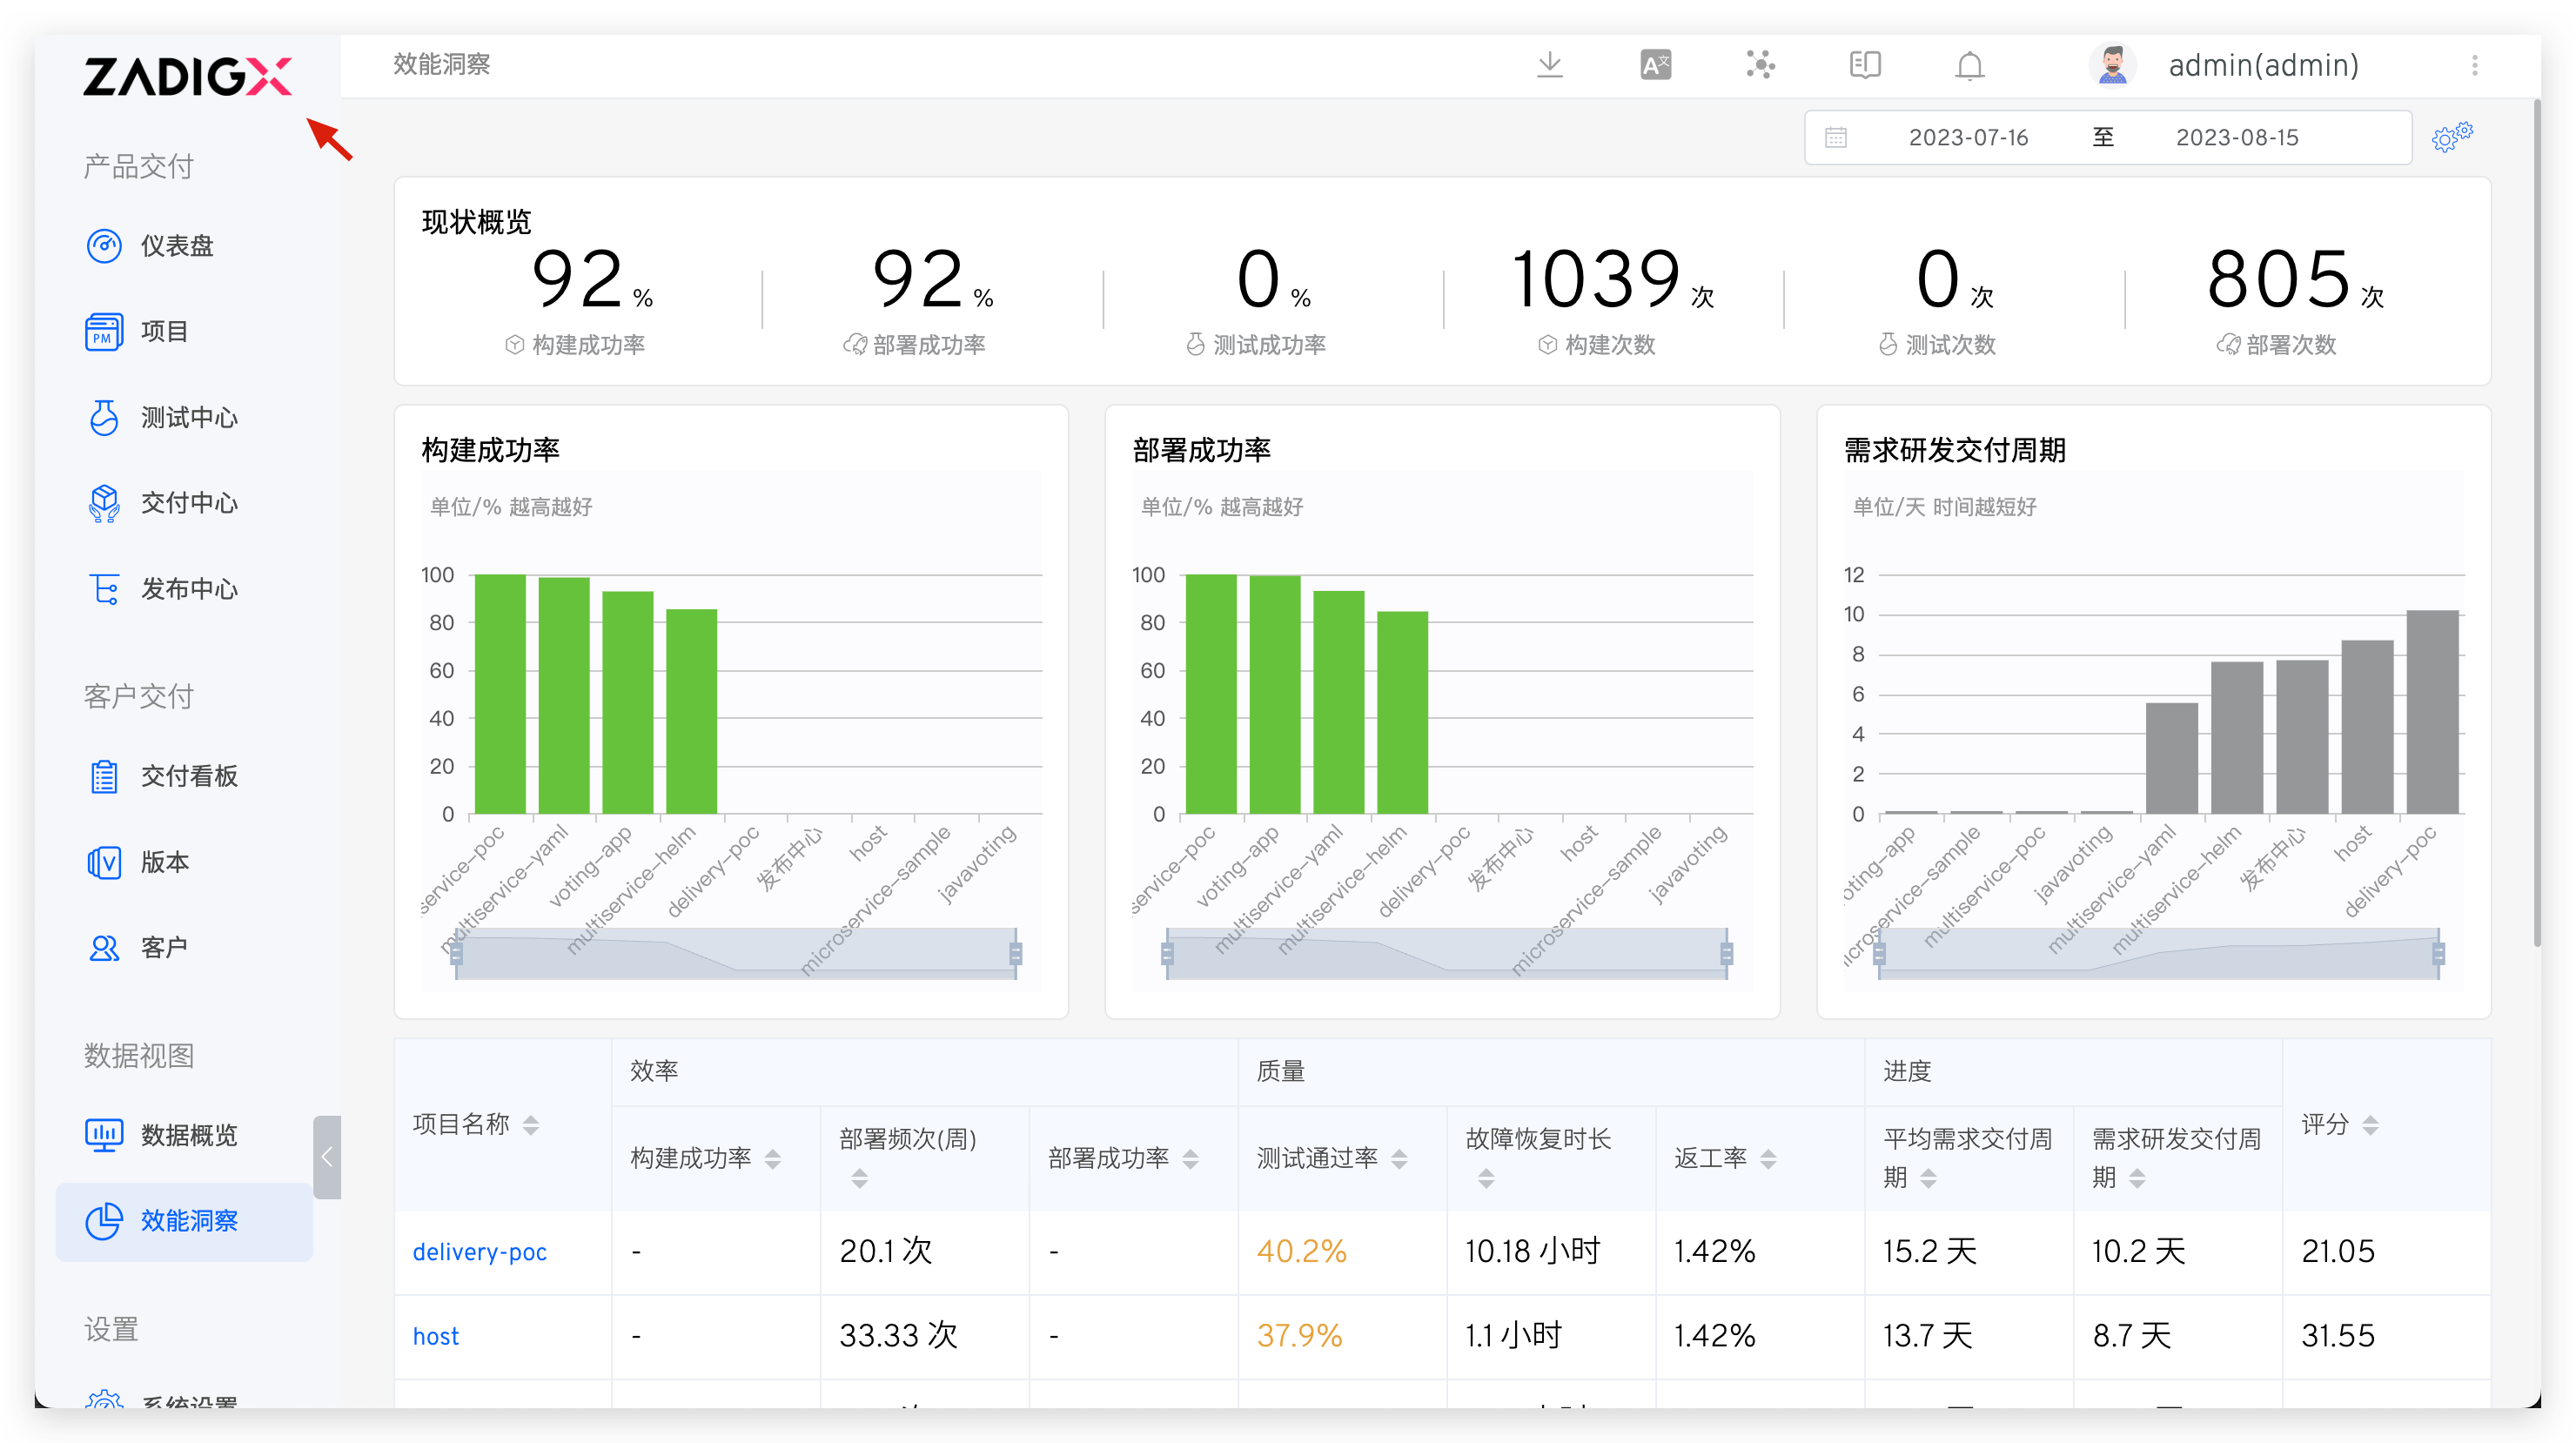 ZADIGX
效能洞察
admin(admin)
产品交付
仪表盘
项目
测试中心
交付中心
发布中心
客户交付
交付看板
版本
客户
数据视图
数据概览
效能洞察
设置
系统设置
2023-07-16 至 2023-08-15
现状概览
92 % 92 % 0 % 1039 次 0 次 805 次
构建成功率 部署成功率 测试成功率 构建次数 测试次数 部署次数
构建成功率
单位/% 越高越好
100
80
60
40
20
0
service-poc multiservice-yaml voting-app multiservice-helm delivery-poc 发布中心 host microservice-sample javavoting
部署成功率
单位/% 越高越好
100
80
60
40
20
0
service-poc voting-app multiservice-yaml multiservice-helm delivery-poc 发布中心 host microservice-sample javavoting
需求研发交付周期
单位/天 时间越短好
12
10
8
6
4
2
0
oting-app icroservice-sample multiservice-poc javavoting multiservice-yaml multiservice-helm 发布中心 host delivery-poc
项目名称 效率 质量 进度 评分
构建成功率 部署频次(周) 部署成功率 测试通过率 故障恢复时长 返工率 平均需求交付周期 需求研发交付周期
delivery-poc - 20.1 次 - 40.2% 10.18 小时 1.42% 15.2 天 10.2 天 21.05
host - 33.33 次 - 37.9% 1.1 小时 1.42% 13.7 天 8.7 天 31.55